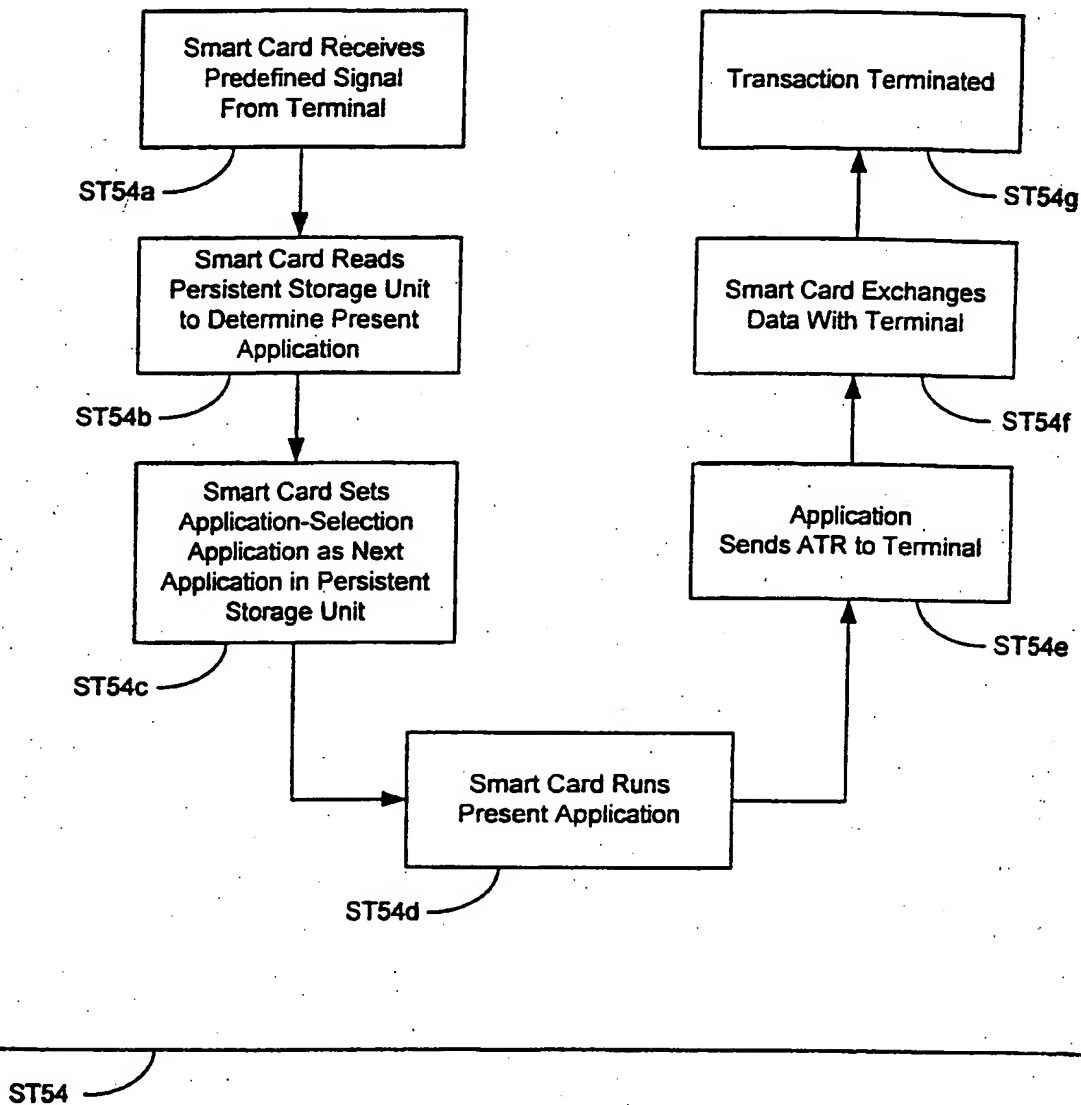 Smart Card Receives
Predefined Signal
From Terminal
ST54a
Smart Card Reads
Persistent Storage Unit
to Determine Present
Application
ST54b
Smart Card Sets
Application-Selection
Application as Next
Application in Persistent
Storage Unit
ST54c
Smart Card Runs
Present Application
ST54d
Application
Sends ATR to Terminal
ST54e
Smart Card Exchanges
Data With Terminal
ST54f
Transaction Terminated
ST54g
ST54